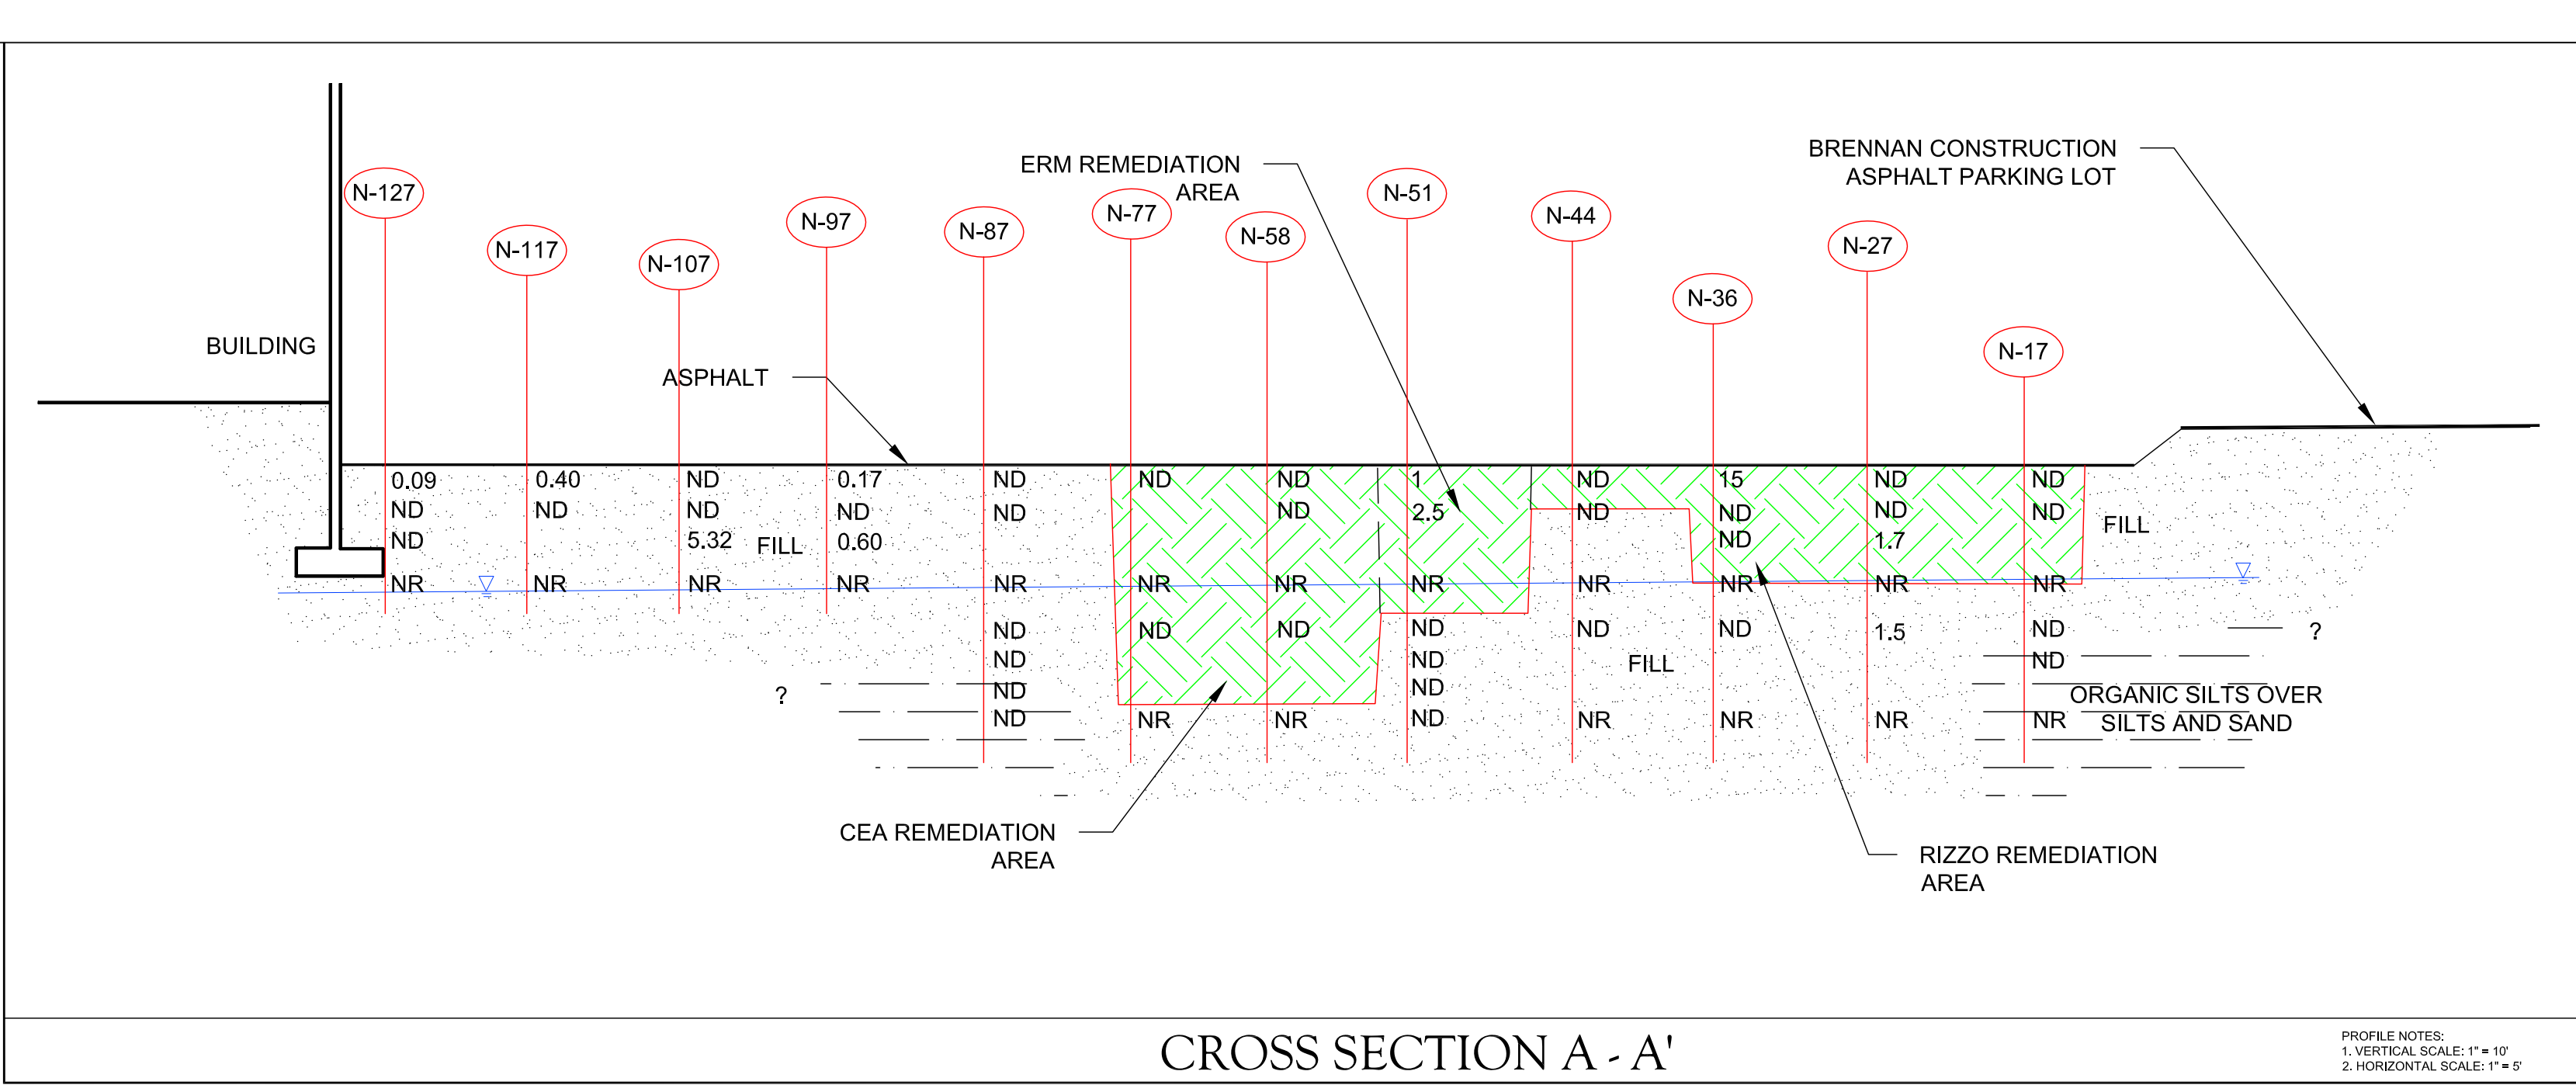 BRENNAN CONSTRUCTION
ASPHALT PARKING LOT
ERM REMEDIATION
AREA
N-127
N-117
N-107
N-97
N-87
N-77
N-58
N-51
N-44
N-36
N-27
N-17
BUILDING
ASPHALT
0.09 0.40 ND 0.17 ND ND ND 1 ND 15 ND ND
ND ND ND ND ND ND 2.5 ND ND ND ND
ND 5.32 FILL 0.60 ND 1.7 FILL
NR NR NR NR NR NR NR NR NR NR NR NR
ND ND ND ND ND ND 1.5 ND ?
ND ND FILL ND
? ND ND ORGANIC SILTS OVER
ND NR NR ND NR NR NR NR SILTS AND SAND
CEA REMEDIATION
AREA
RIZZO REMEDIATION
AREA
CROSS SECTION A - A'
PROFILE NOTES:
1. VERTICAL SCALE: 1" = 10'
2. HORIZONTAL SCALE: 1" = 5'